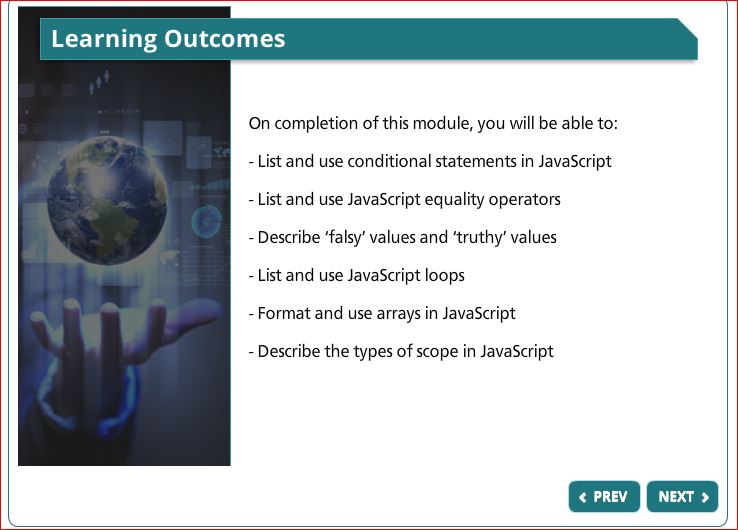 Learning Outcomes
On completion of this module, you will be able to:
- List and use conditional statements in JavaScript
- List and use JavaScript equality operators
- Describe ‘falsy’ values and ‘truthy’ values
- List and use JavaScript loops
- Format and use arrays in JavaScript
- Describe the types of scope in JavaScript
PREV NEXT